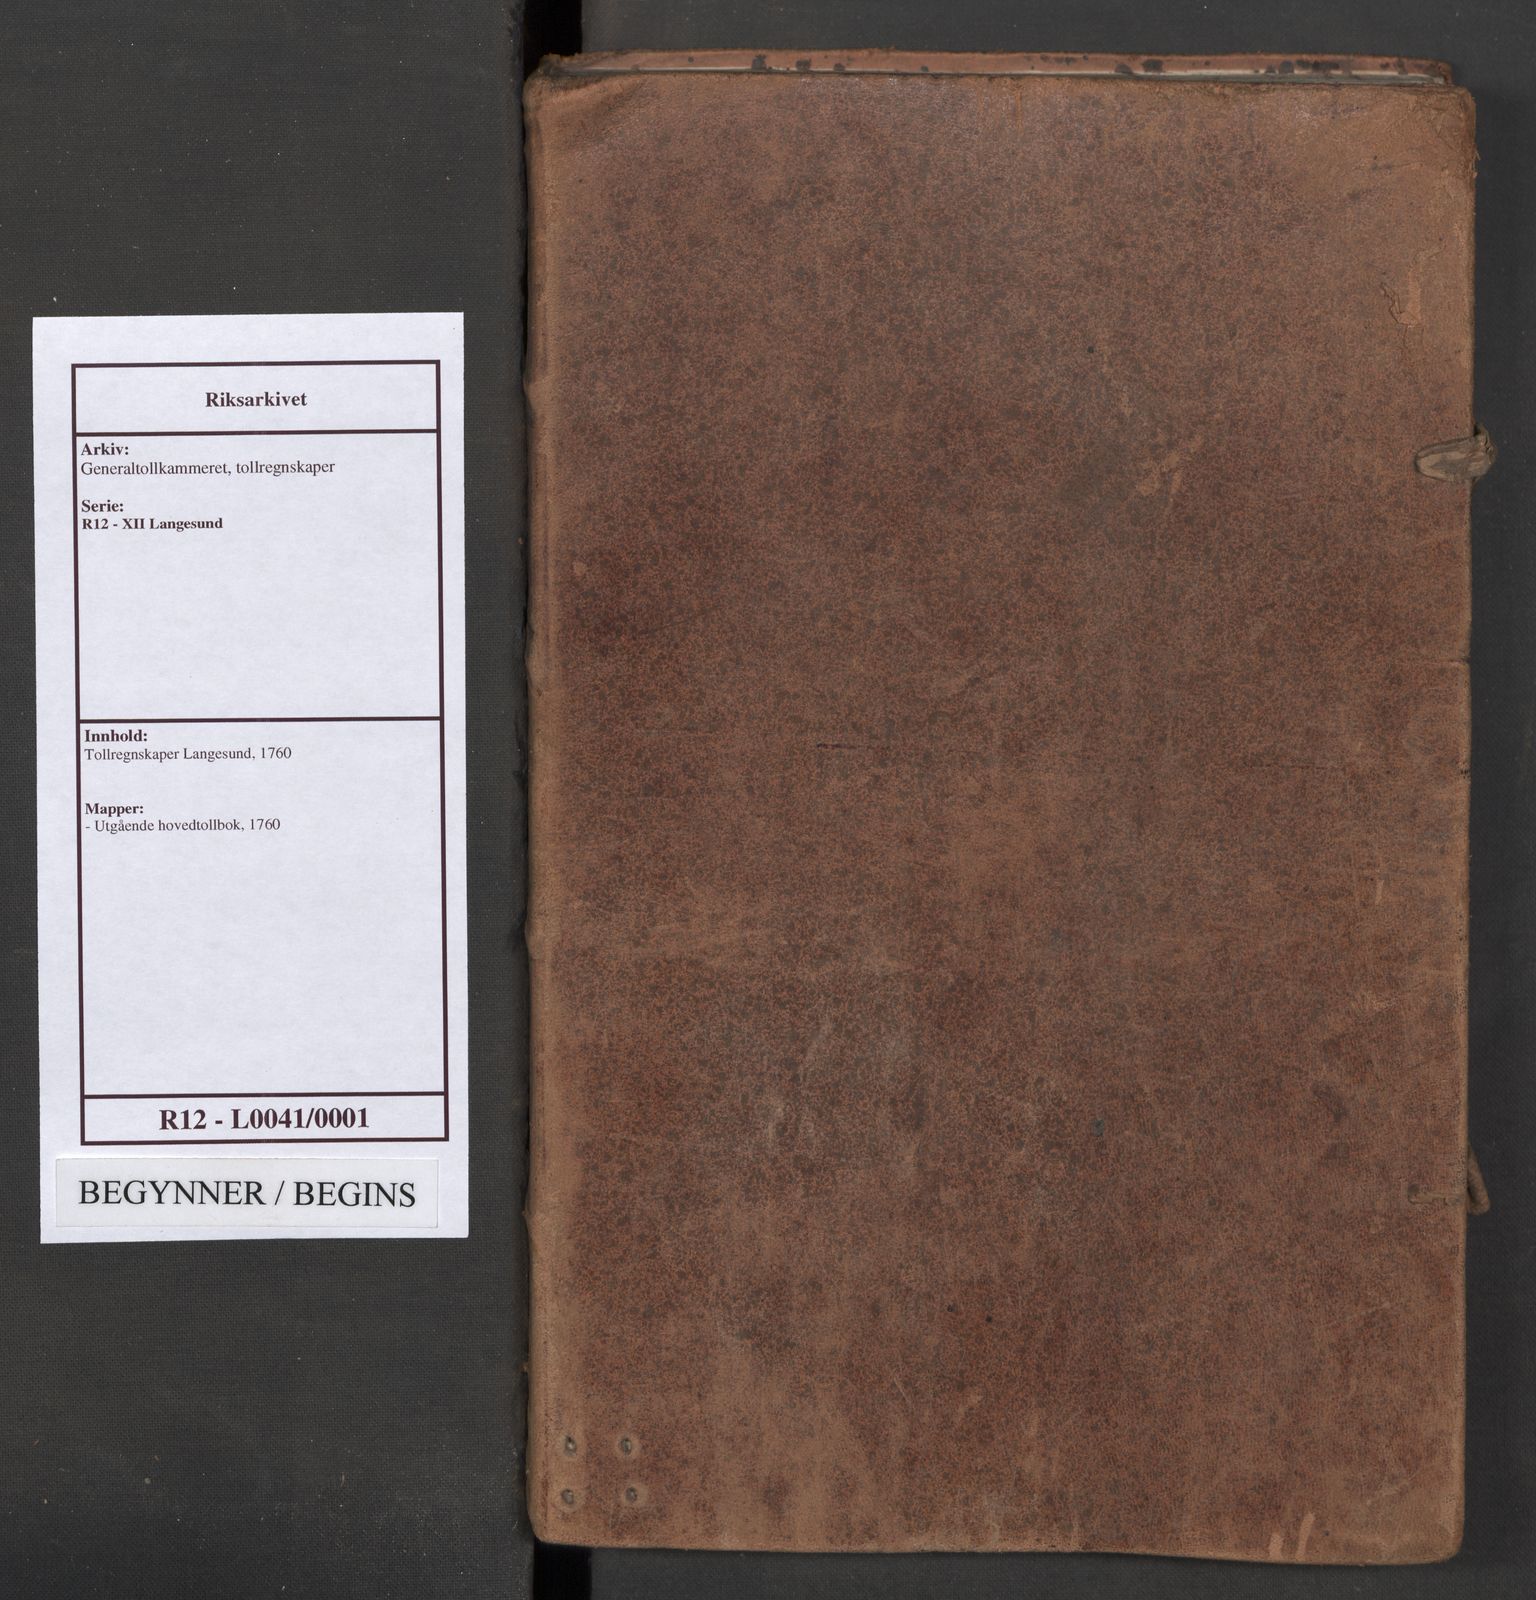 Riksarkivet
Arkiv:
Generaltollkammeret, tollregnskaper
Serie:
R12 - XII Langesund
Innhold:
Tollregnskaper Langesund, 1760
Mapper:
- Utgående hovedtollbok, 1760
R12 - L0041/0001
BEGYNNER / BEGINS